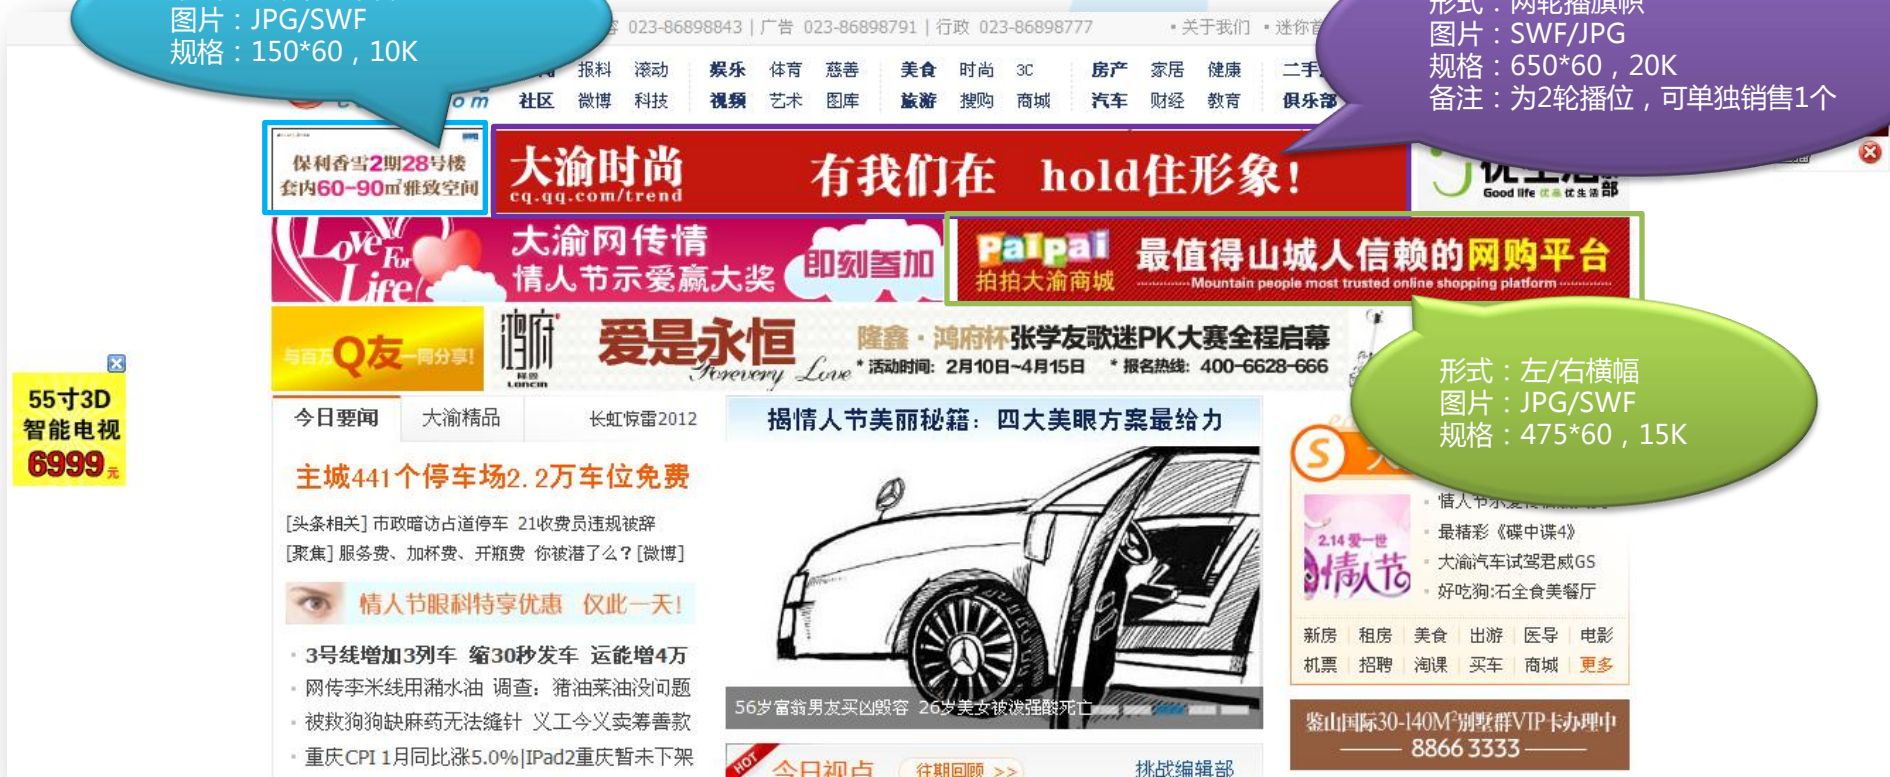 图片：JPG/SWF
规格：150*60，10K
形式：两轮播旗帜
图片：SWF/JPG
规格：650*60，20K
备注：为2轮播位，可单独销售1个
023-86898843 | 广告 023-86898791 | 行政 023-86898777
关于我们
报料 滚动 娱乐 体育 慈善 美食 时尚 3C 房产 家居 健康
社区 微博 科技 视频 艺术 图库 旅游 搜购 商城 汽车 财经 教育 俱乐部
保利香雪2期28号楼
套内60-90㎡雅致空间
大渝时尚
cq.qq.com/trend
有我们在 hold住形象!
Good life 优品优生活部
Love For Life
大渝网传情
情人节示爱赢大奖
即刻参加
PaiPai
拍拍大渝商城
最值得山城人信赖的网购平台
Mountain people most trusted online shopping platform
与百万Q友一同分享!
鸿府
隆鑫
LONCIN
爱是永恒
Forevery Love
隆鑫·鸿府杯张学友歌迷PK大赛全程启幕
*活动时间：2月10日~4月15日 *报名热线：400-6628-666
形式：左/右横幅
图片：JPG/SWF
规格：475*60，15K
55寸3D
智能电视
6999元
今日要闻 大渝精品 长虹惊雷2012
主城441个停车场2.2万车位免费
[头条相关] 市政暗访占道停车 21收费员违规被辞
[聚焦] 服务费、加杯费、开瓶费 你被潜了么？[微博]
情人节眼科特享优惠 仅此一天!
3号线增加3列车 缩30秒发车 运能增4万
网传李米线用潲水油 调查：猪油菜油没问题
被救狗狗缺麻药无法缝针 义工今义卖筹善款
重庆CPI 1月同比涨5.0%|IPad2重庆暂未下架
揭情人节美丽秘籍：四大美眼方案最给力
56岁富翁男友买凶毁容 26岁美女被泼强酸死亡
HOT
今日视点 往期回顾 >> 挑战编辑部
2.14 爱一世
情人节
最精彩《碟中谍4》
大渝汽车试驾君威GS
好吃狗:石全食美餐厅
新房 租房 美食 出游 医导 电影
机票 招聘 淘课 买车 商城 更多
鉴山国际30-140M²别墅群VIP卡办理中
8866 3333